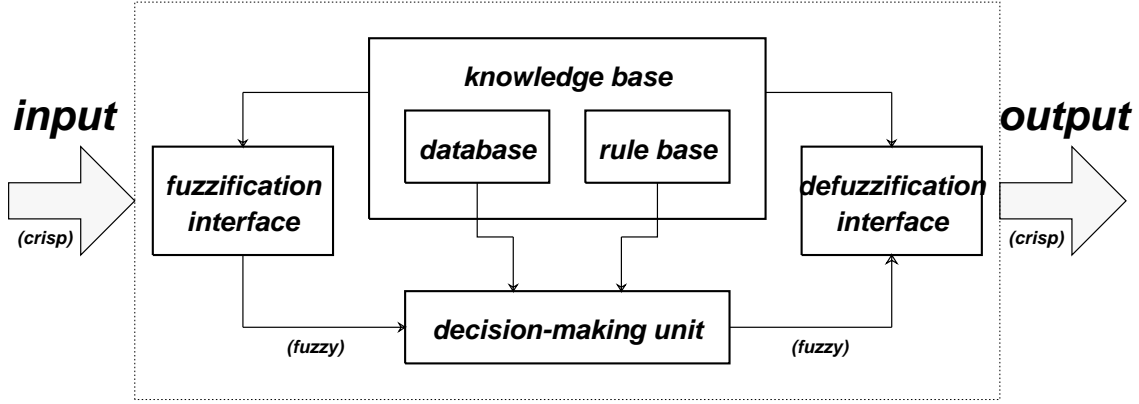 knowledge base
input
output
database
rule base
fuzzification
interface
defuzzification
interface
(crisp)
(crisp)
decision-making unit
(fuzzy)
(fuzzy)